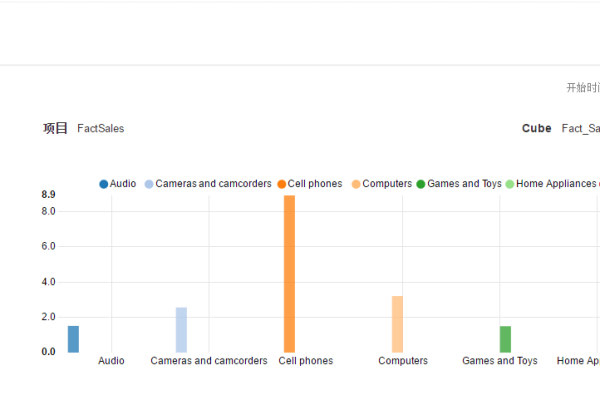 开始时间
项目 FactSales Cube Fact_Sa
Audio Cameras and camcorders Cell phones Computers Games and Toys Home Appliances
8.9
8.0
6.0
4.0
2.0
0.0
Audio Cameras and camcorders Cell phones Computers Games and Toys Home Ap